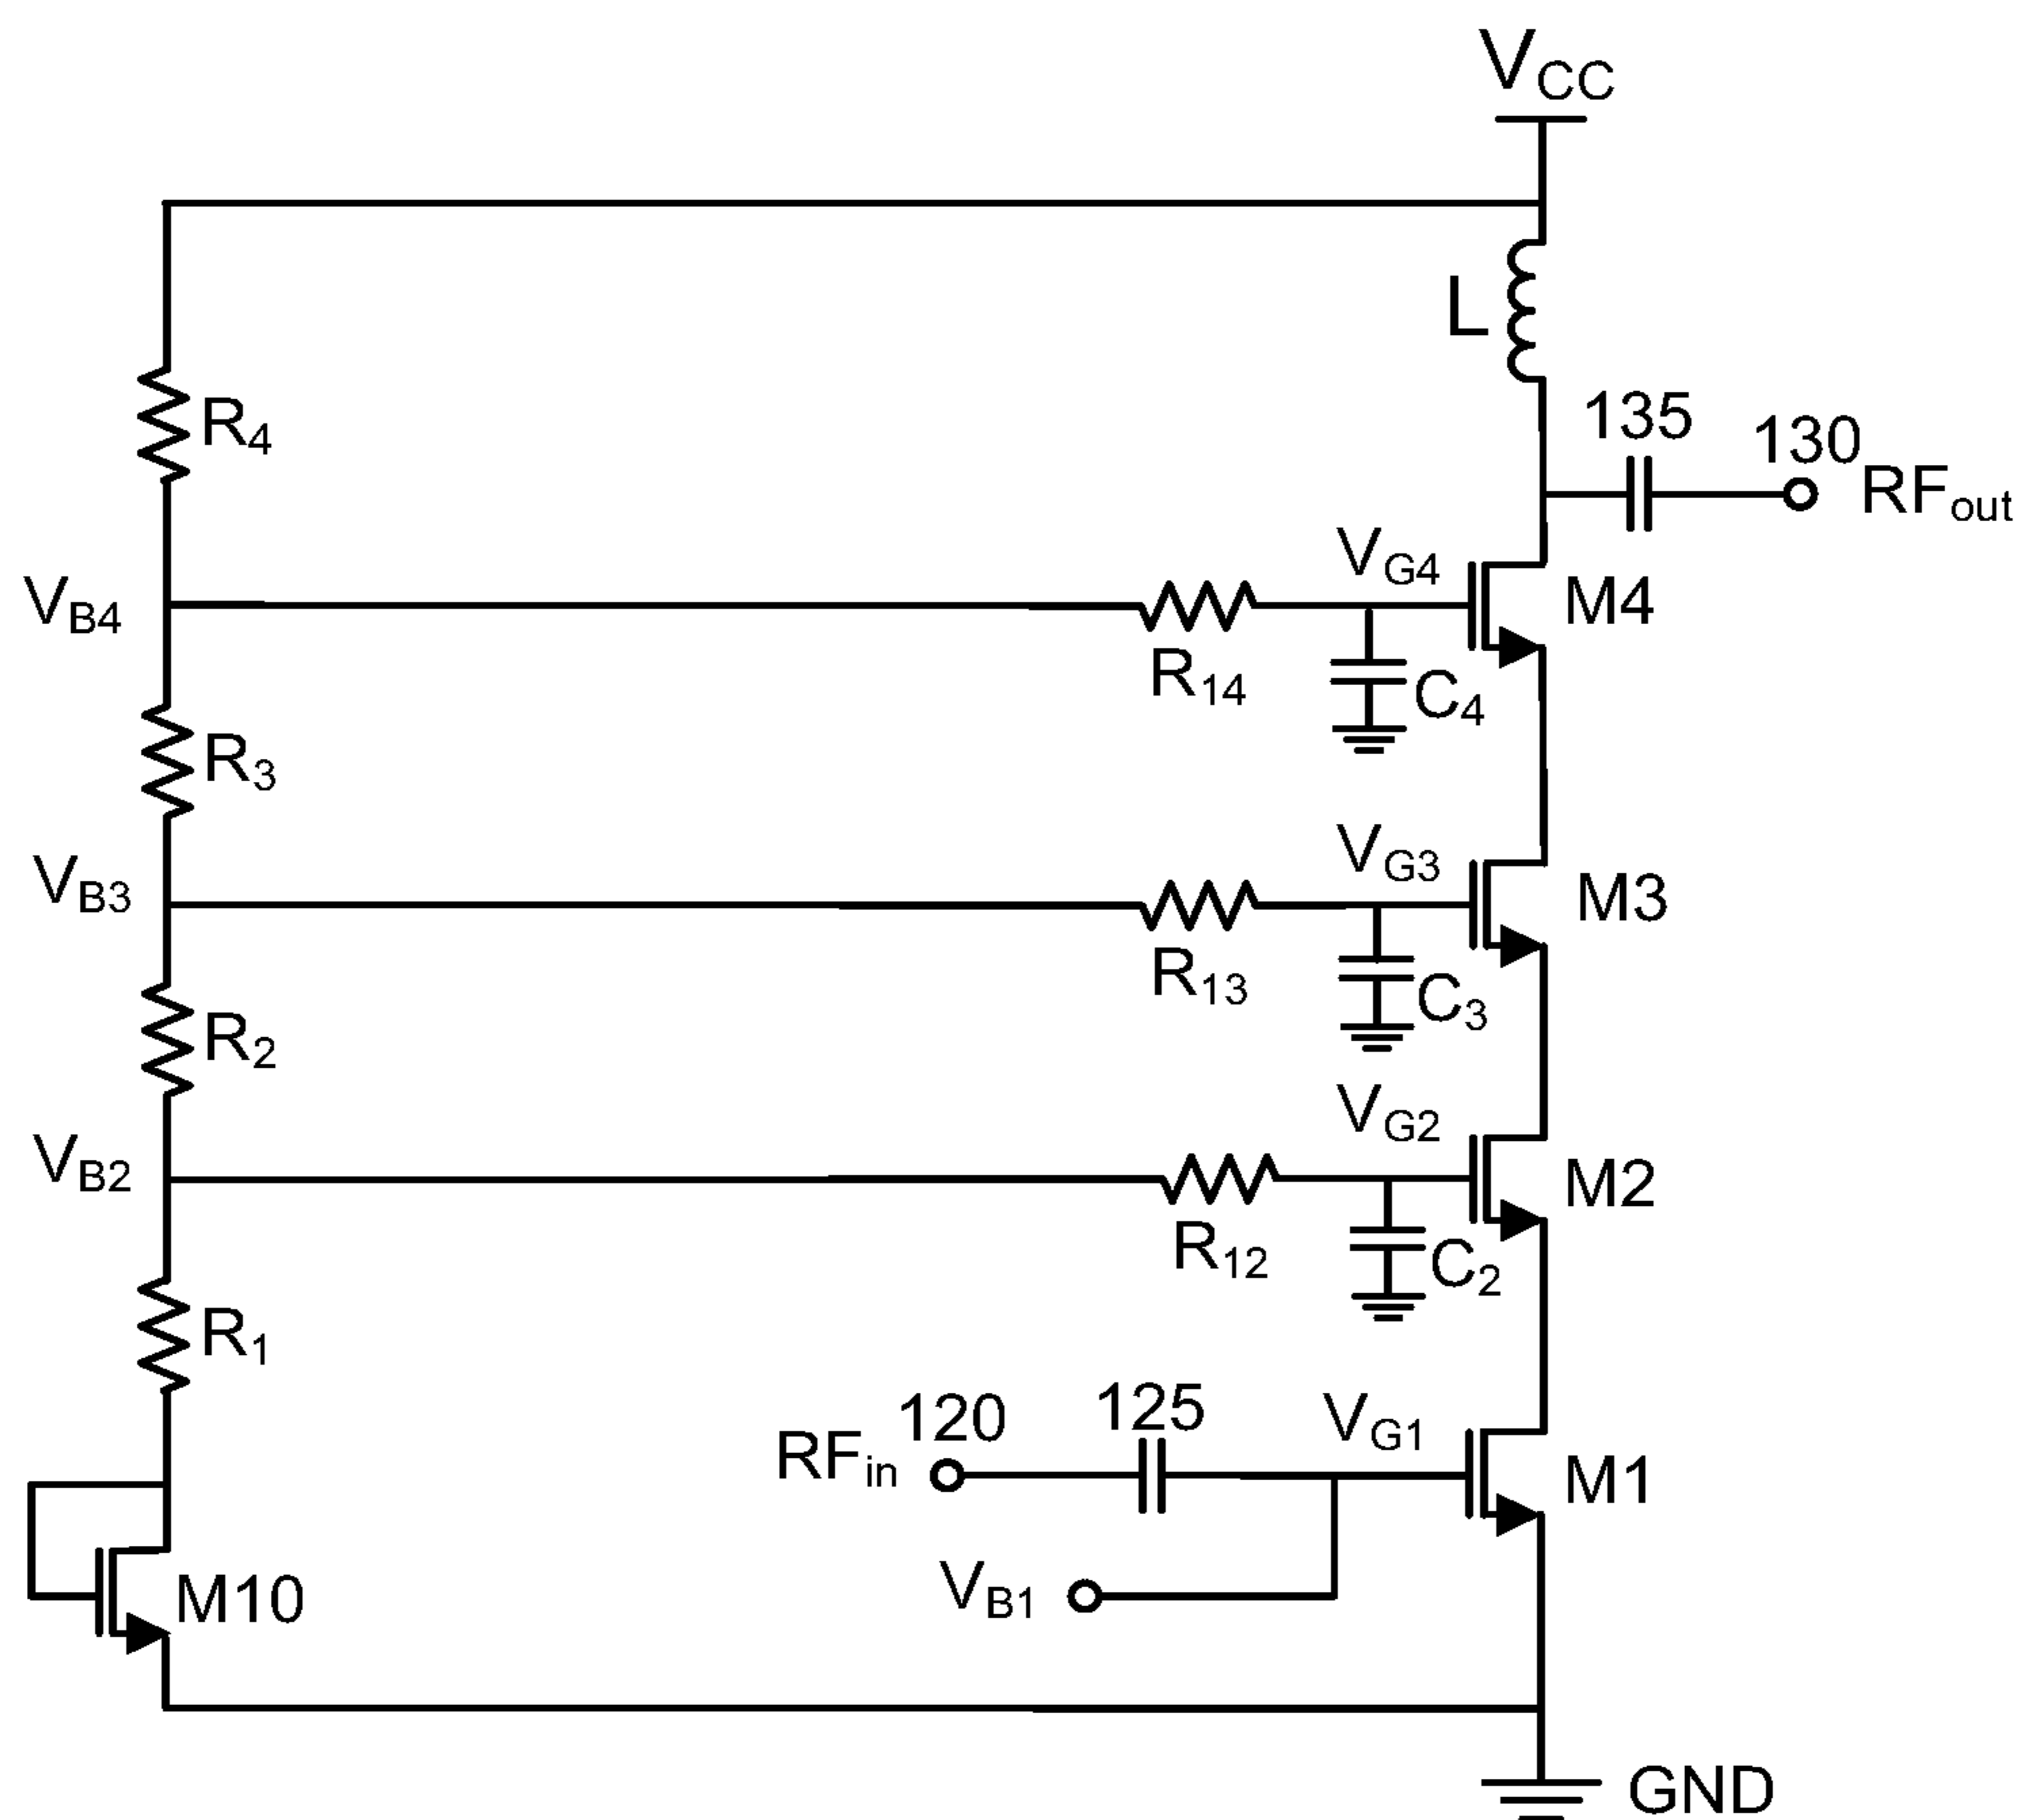 VCC
L
135
130
RFout
R4
VG4
M4
VB4
R14
C4
R3
VG3
M3
VB3
R13
C3
R2
VG2
M2
VB2
R12
C2
R1
120
125
VG1
RFin
M1
VB1
M10
GND